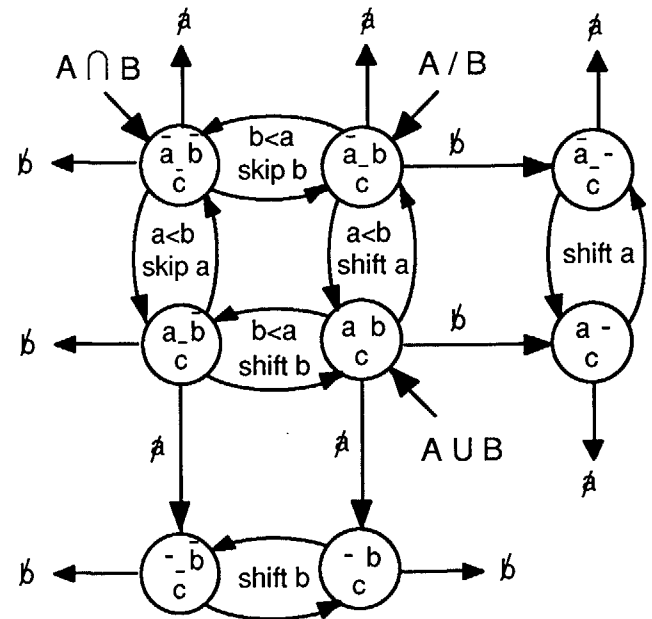 a̸ a̸ a̸
A ∩ B A / B
b<a
skip b
ā b̄
c̄
ā b
c̄
b̸
b̸
ā -
c̄
a<b
skip a
a<b
shift a
shift a
b̸
a b̄
c̄
b<a
shift b
a b
c
b̸
a -
c
A U B
a̸ a̸ a̸
b̸
- b̄
c̄
shift b
- b
c
b̸